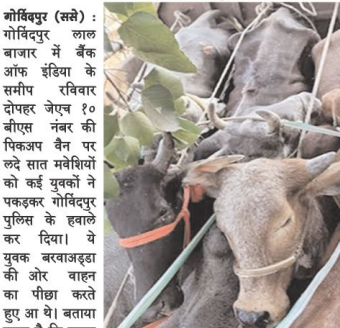 गोविंदपुर (ससे) :
गोविंदपुर लाल
बाजार में बैंक
ऑफ इंडिया के
समीप रविवार
दोपहर जेएच १०
बीएस नंबर की
पिकअप वैन पर
लदे सात मवेशियों
को कई युवकों ने
पकड़कर गोविंदपुर
पुलिस के हवाले
कर दिया। ये
युवक बरवाअड्डा
की ओर वाहन
का पीछा करते
हुए आ थे। बताया